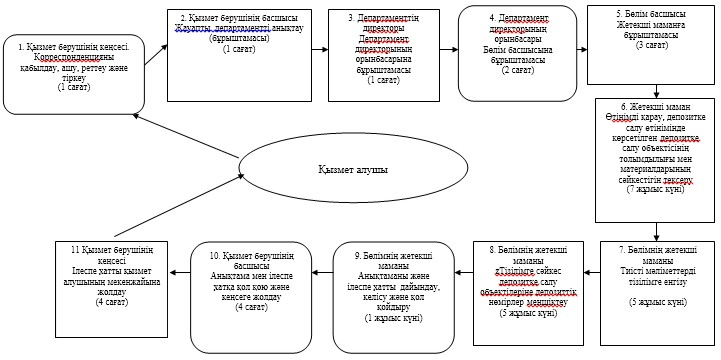 1. Қызмет берушінің кеңсесі.
Корреспонденцияны
қабылдау, ашу, реттеу және
тіркеу
(1 сағат)
2. Қызмет берушінің басшысы
Жауапты департментті анықтау
(бұрыштамасы)
(1 сағат)
3. Департаменттің
директоры
Департамент
директорының
орынбасарына
бұрыштамасы
(1 сағат)
4. Департамент
директорының
орынбасары
Бөлім басшысына
бұрыштамасы
(2 сағат)
5. Бөлім басшысы
Жетекші маманға
бұрыштамасы
(3 сағат)
6. Жетекші маман
Өтінімді қарау, депозитке
салу өтінімінде
көрсетілген депозитке
салу объектісінің
толымдылығы мен
материалдарының
сәйкестігін тексеру
(7 жұмыс күні)
Қызмет алушы
7. Бөлімнің жетекші
маманы
Тиісті мәліметтерді
тізілімге енгізу
(5 жұмыс күні)
8. Бөлімнің жетекші
маманы
zТізілімге сәйкес
депозитке салу
объектілеріне депозиттік
нөмірлер меншіктеу
(5 жұмыс күні)
9. Бөлімнің жетекші
маманы
Анықтаманы және
ілеспе хатты дайындау,
келісу және қол
қойдыру
(1 жұмыс күні)
10. Қызмет берушінің
басшысы
Анықтама мен ілеспе
хатқа қол қою және
кеңсеге жолдау
(4 сағат)
11 Қызмет берушінің
кеңсесі
Ілеспе хатты қызмет
алушының мекенжайына
жолдау
(4 сағат)